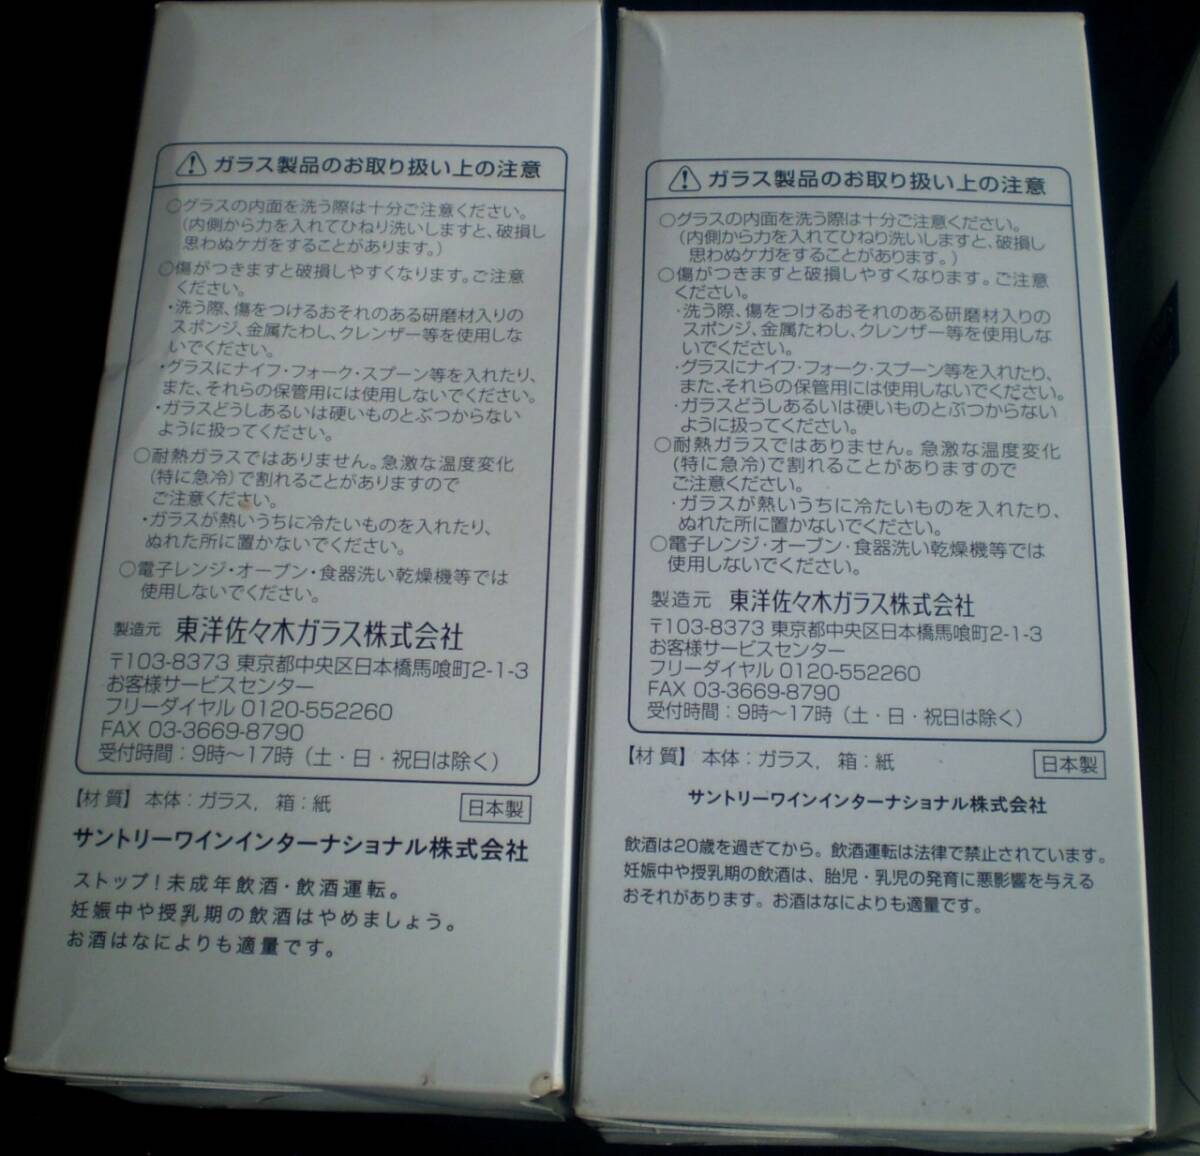 ガラス製品のお取り扱い上の注意
○グラスの内面を洗う際は十分ご注意ください。
(内側から力を入れてひねり洗いしますと、破損し
思わぬケガをすることがあります。)
○傷がつきますと破損しやすくなります。ご注意
ください。
・洗う際、傷をつけるおそれのある研磨材入りの
スポンジ、金属たわし、クレンザー等を使用しな
いでください。
・グラスにナイフ・フォーク・スプーン等を入れたり、
また、それらの保管用には使用しないでください。
・ガラスどうしあるいは硬いものとぶつからない
ように扱ってください。
○耐熱ガラスではありません。急激な温度変化
(特に急冷)で割れることがありますので
ご注意ください。
・ガラスが熱いうちに冷たいものを入れたり、
ぬれた所に置かないでください。
○電子レンジ・オーブン・食器洗い乾燥機等では
使用しないでください。
製造元 東洋佐々木ガラス株式会社
〒103-8373 東京都中央区日本橋馬喰町2-1-3
お客様サービスセンター
フリーダイヤル 0120-552260
FAX 03-3669-8790
受付時間:9時～17時(土・日・祝日は除く)
【材質】本体:ガラス, 箱:紙 日本製
サントリーワインインターナショナル株式会社
ストップ!未成年飲酒・飲酒運転。
妊娠中や授乳期の飲酒はやめましょう。
お酒はなによりも適量です。
ガラス製品のお取り扱い上の注意
○グラスの内面を洗う際は十分ご注意ください。
(内側から力を入れてひねり洗いしますと、破損し
思わぬケガをすることがあります。)
○傷がつきますと破損しやすくなります。ご注意
ください。
・洗う際、傷をつけるおそれのある研磨材入りの
スポンジ、金属たわし、クレンザー等を使用しな
いでください。
・グラスにナイフ・フォーク・スプーン等を入れたり、
また、それらの保管用には使用しないでください。
・ガラスどうしあるいは硬いものとぶつからない
ように扱ってください。
○耐熱ガラスではありません。急激な温度変化
(特に急冷)で割れることがありますので
ご注意ください。
・ガラスが熱いうちに冷たいものを入れたり、
ぬれた所に置かないでください。
○電子レンジ・オーブン・食器洗い乾燥機等では
使用しないでください。
製造元 東洋佐々木ガラス株式会社
〒103-8373 東京都中央区日本橋馬喰町2-1-3
お客様サービスセンター
フリーダイヤル 0120-552260
FAX 03-3669-8790
受付時間:9時～17時(土・日・祝日は除く)
【材質】本体:ガラス, 箱:紙 日本製
サントリーワインインターナショナル株式会社
飲酒は20歳を過ぎてから。飲酒運転は法律で禁止されています。
妊娠中や授乳期の飲酒は、胎児・乳児の発育に悪影響を与える
おそれがあります。お酒はなによりも適量です。